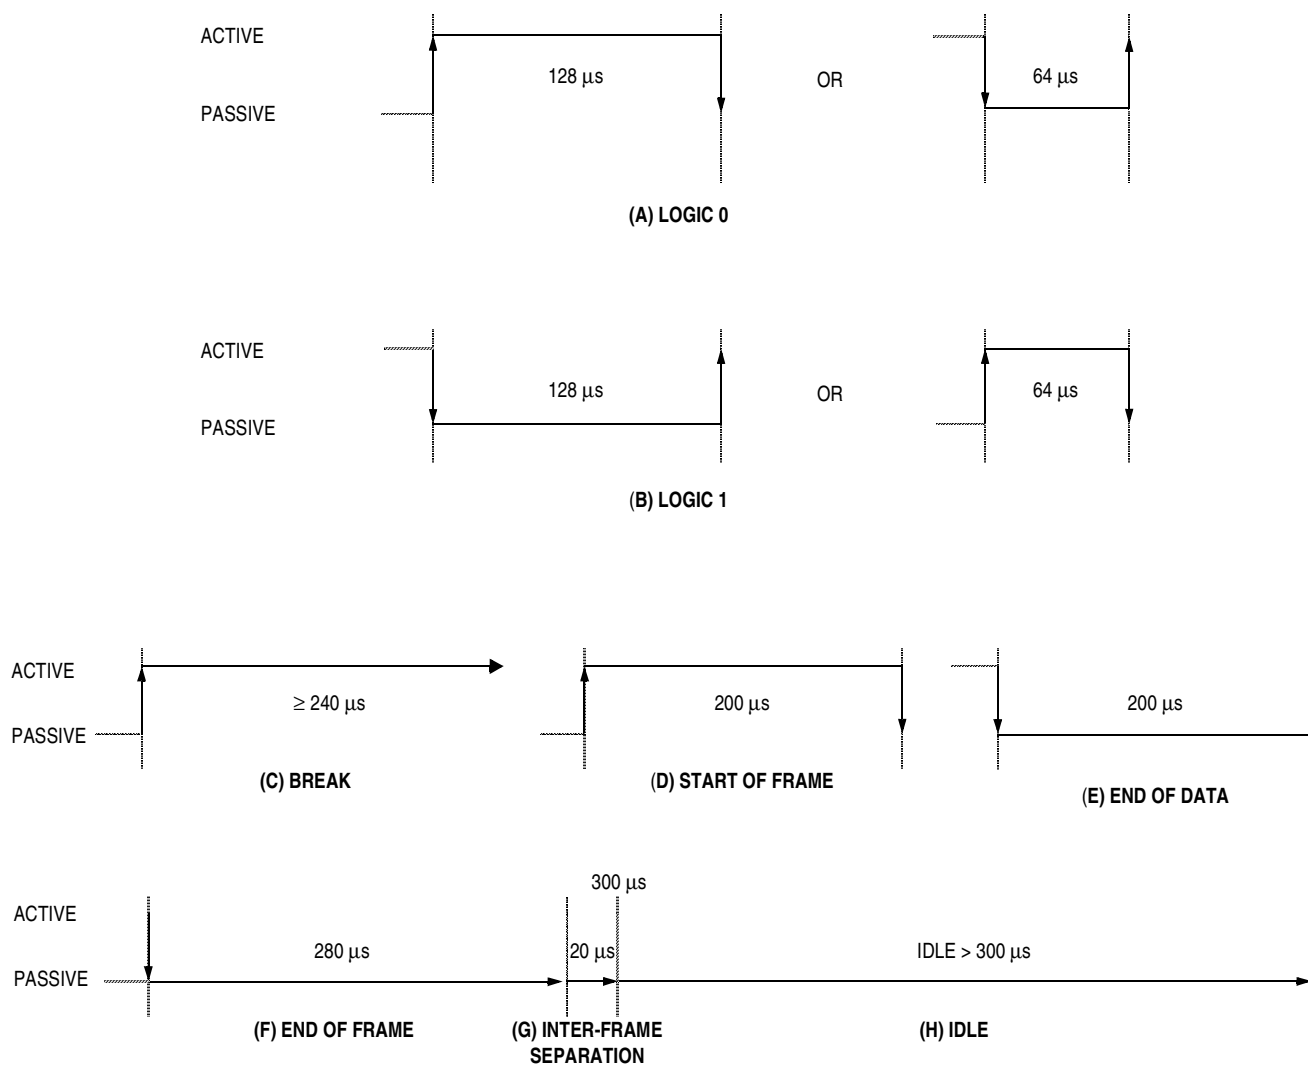 ACTIVE
128 μs
OR
64 μs
PASSIVE
(A) LOGIC 0
ACTIVE
128 μs
OR
64 μs
PASSIVE
(B) LOGIC 1
ACTIVE
≥ 240 μs
200 μs
200 μs
PASSIVE
(C) BREAK
(D) START OF FRAME
(E) END OF DATA
300 μs
ACTIVE
280 μs
20 μs
IDLE > 300 μs
PASSIVE
(F) END OF FRAME
(G) INTER-FRAME
SEPARATION
(H) IDLE